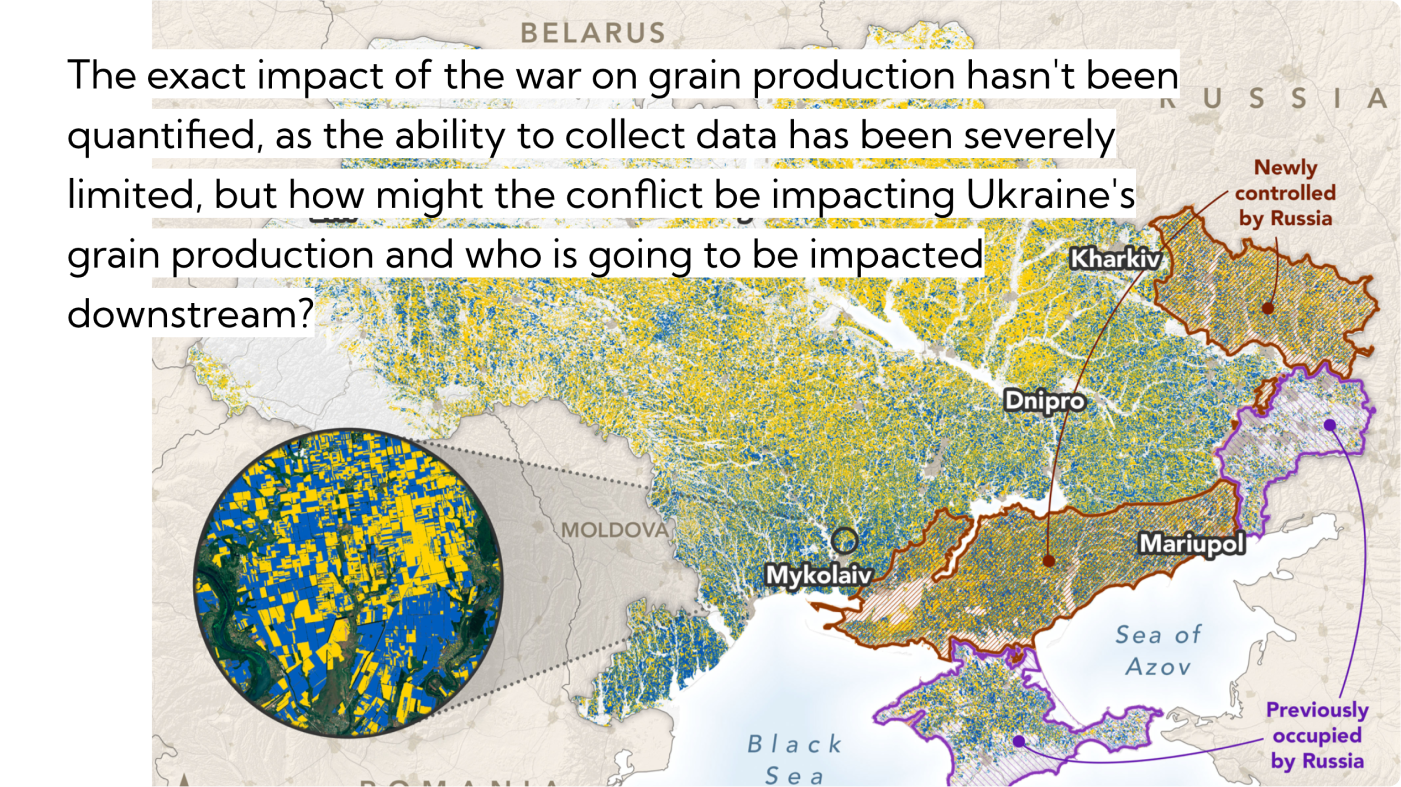 BELARUS
The exact impact of the war on grain production hasn't been
quantified, as the ability to collect data has been severely
limited, but how might the conflict be impacting Ukraine's
grain production and who is going to be impacted
downstream?
RUSSIA
Newly
controlled
by Russia
Kharkiv
Dnipro
MOLDOVA
Mykolaiv
Mariupol
Sea of
Azov
Black
Sea
Previously
occupied
by Russia
ROMANIA